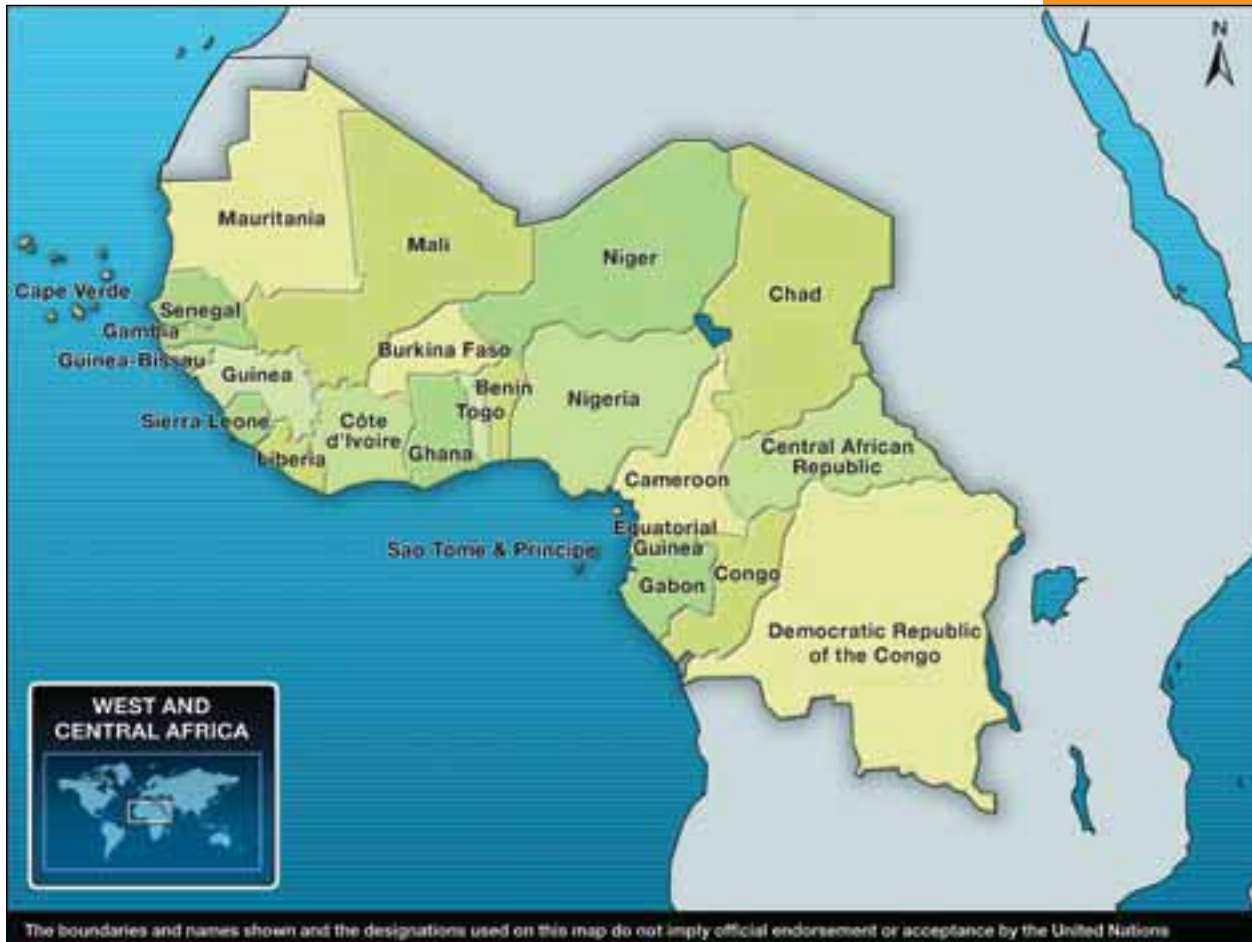 N
Mauritania
Mali
Niger
Chad
Cape Verde
Senegal
Gambia
Guinea-Bissau
Guinea
Burkina Faso
Benin
Togo
Nigeria
Sierra Leone
Côte
d'Ivoire
Ghana
Liberia
Central African
Republic
Cameroon
Equatorial
Guinea
Sao Tome & Principe
Gabon
Congo
Democratic Republic
of the Congo
WEST AND
CENTRAL AFRICA
The boundaries and names shown and the designations used on this map do not imply official endorsement or acceptance by the United Nations